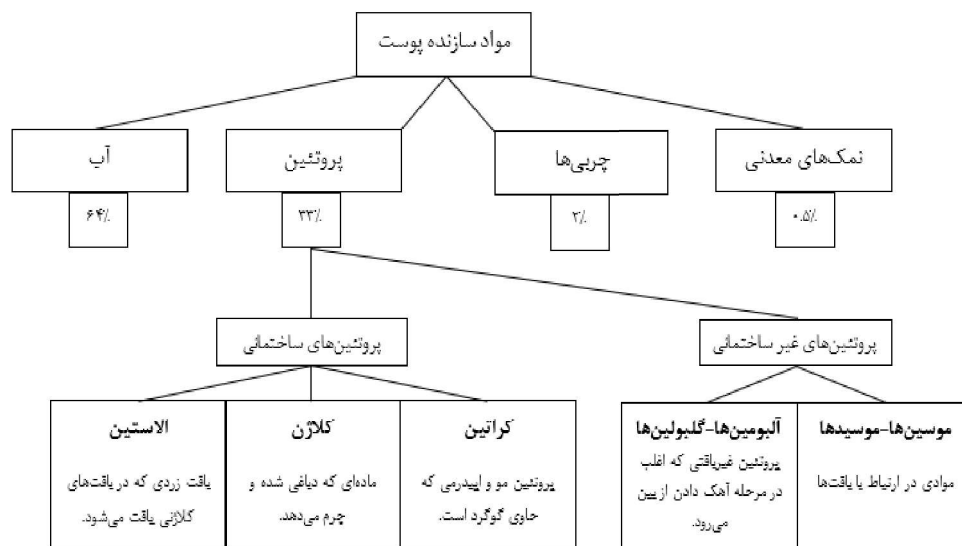 مواد سازنده پوست
نمک‌های معدنی
چربی‌ها
پروتئین
آب
۰.۵٪
۲٪
۳۳٪
۶۴٪
پروتئین‌های غیر ساختمانی
پروتئین‌های ساختمانی
موسین‌ها-موسیدها
موادی در ارتباط با بافت‌ها
آلبومین‌ها-گلبولین‌ها
پروتئین غیربافتی که اغلب
در مرحله آهک دادن از بین
می‌رود.
کراتین
پروتئین مو و اپیدرمی که
حاوی گوگرد است.
کلاژن
ماده‌ای که دباغی شده و
چرم می‌دهد.
الاستین
بافت زردی که در بافت‌های
کلاژنی یافت می‌شود.